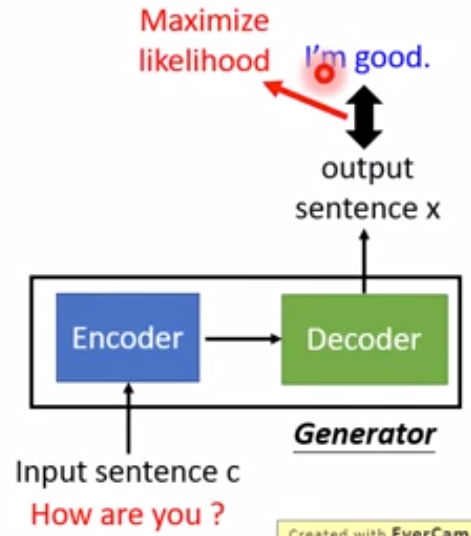 Maximize
likelihood
I'm good.
output
sentence x
Encoder
Decoder
Generator
Input sentence c
How are you ?
Created with EverCam